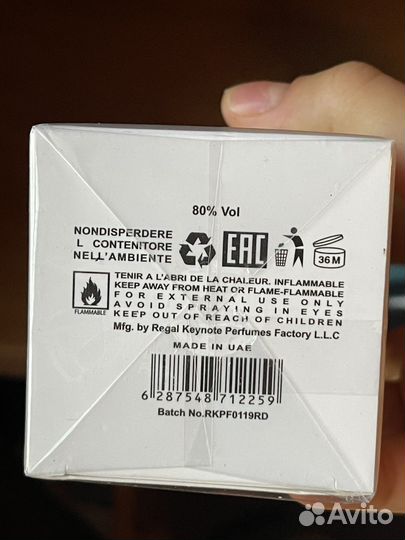 80% Vol
NONDISPERDERE
L CONTENITORE
NELL'AMBIENTE
EAC
36 M
TENIR A L'ABRI DE LA CHALEUR. INFLAMMABLE
KEEP AWAY FROM HEAT OR FLAME-FLAMMABLE
FOR EXTERNAL USE ONLY
AVOID SPRAYING IN EYES
KEEP OUT OF REACH OF CHILDREN
FLAMMABLE
Mfg. by Regal Keynote Perfumes Factory L.L.C
MADE IN UAE
6 287548 712259
Batch No.RKPF0119RD
Avito